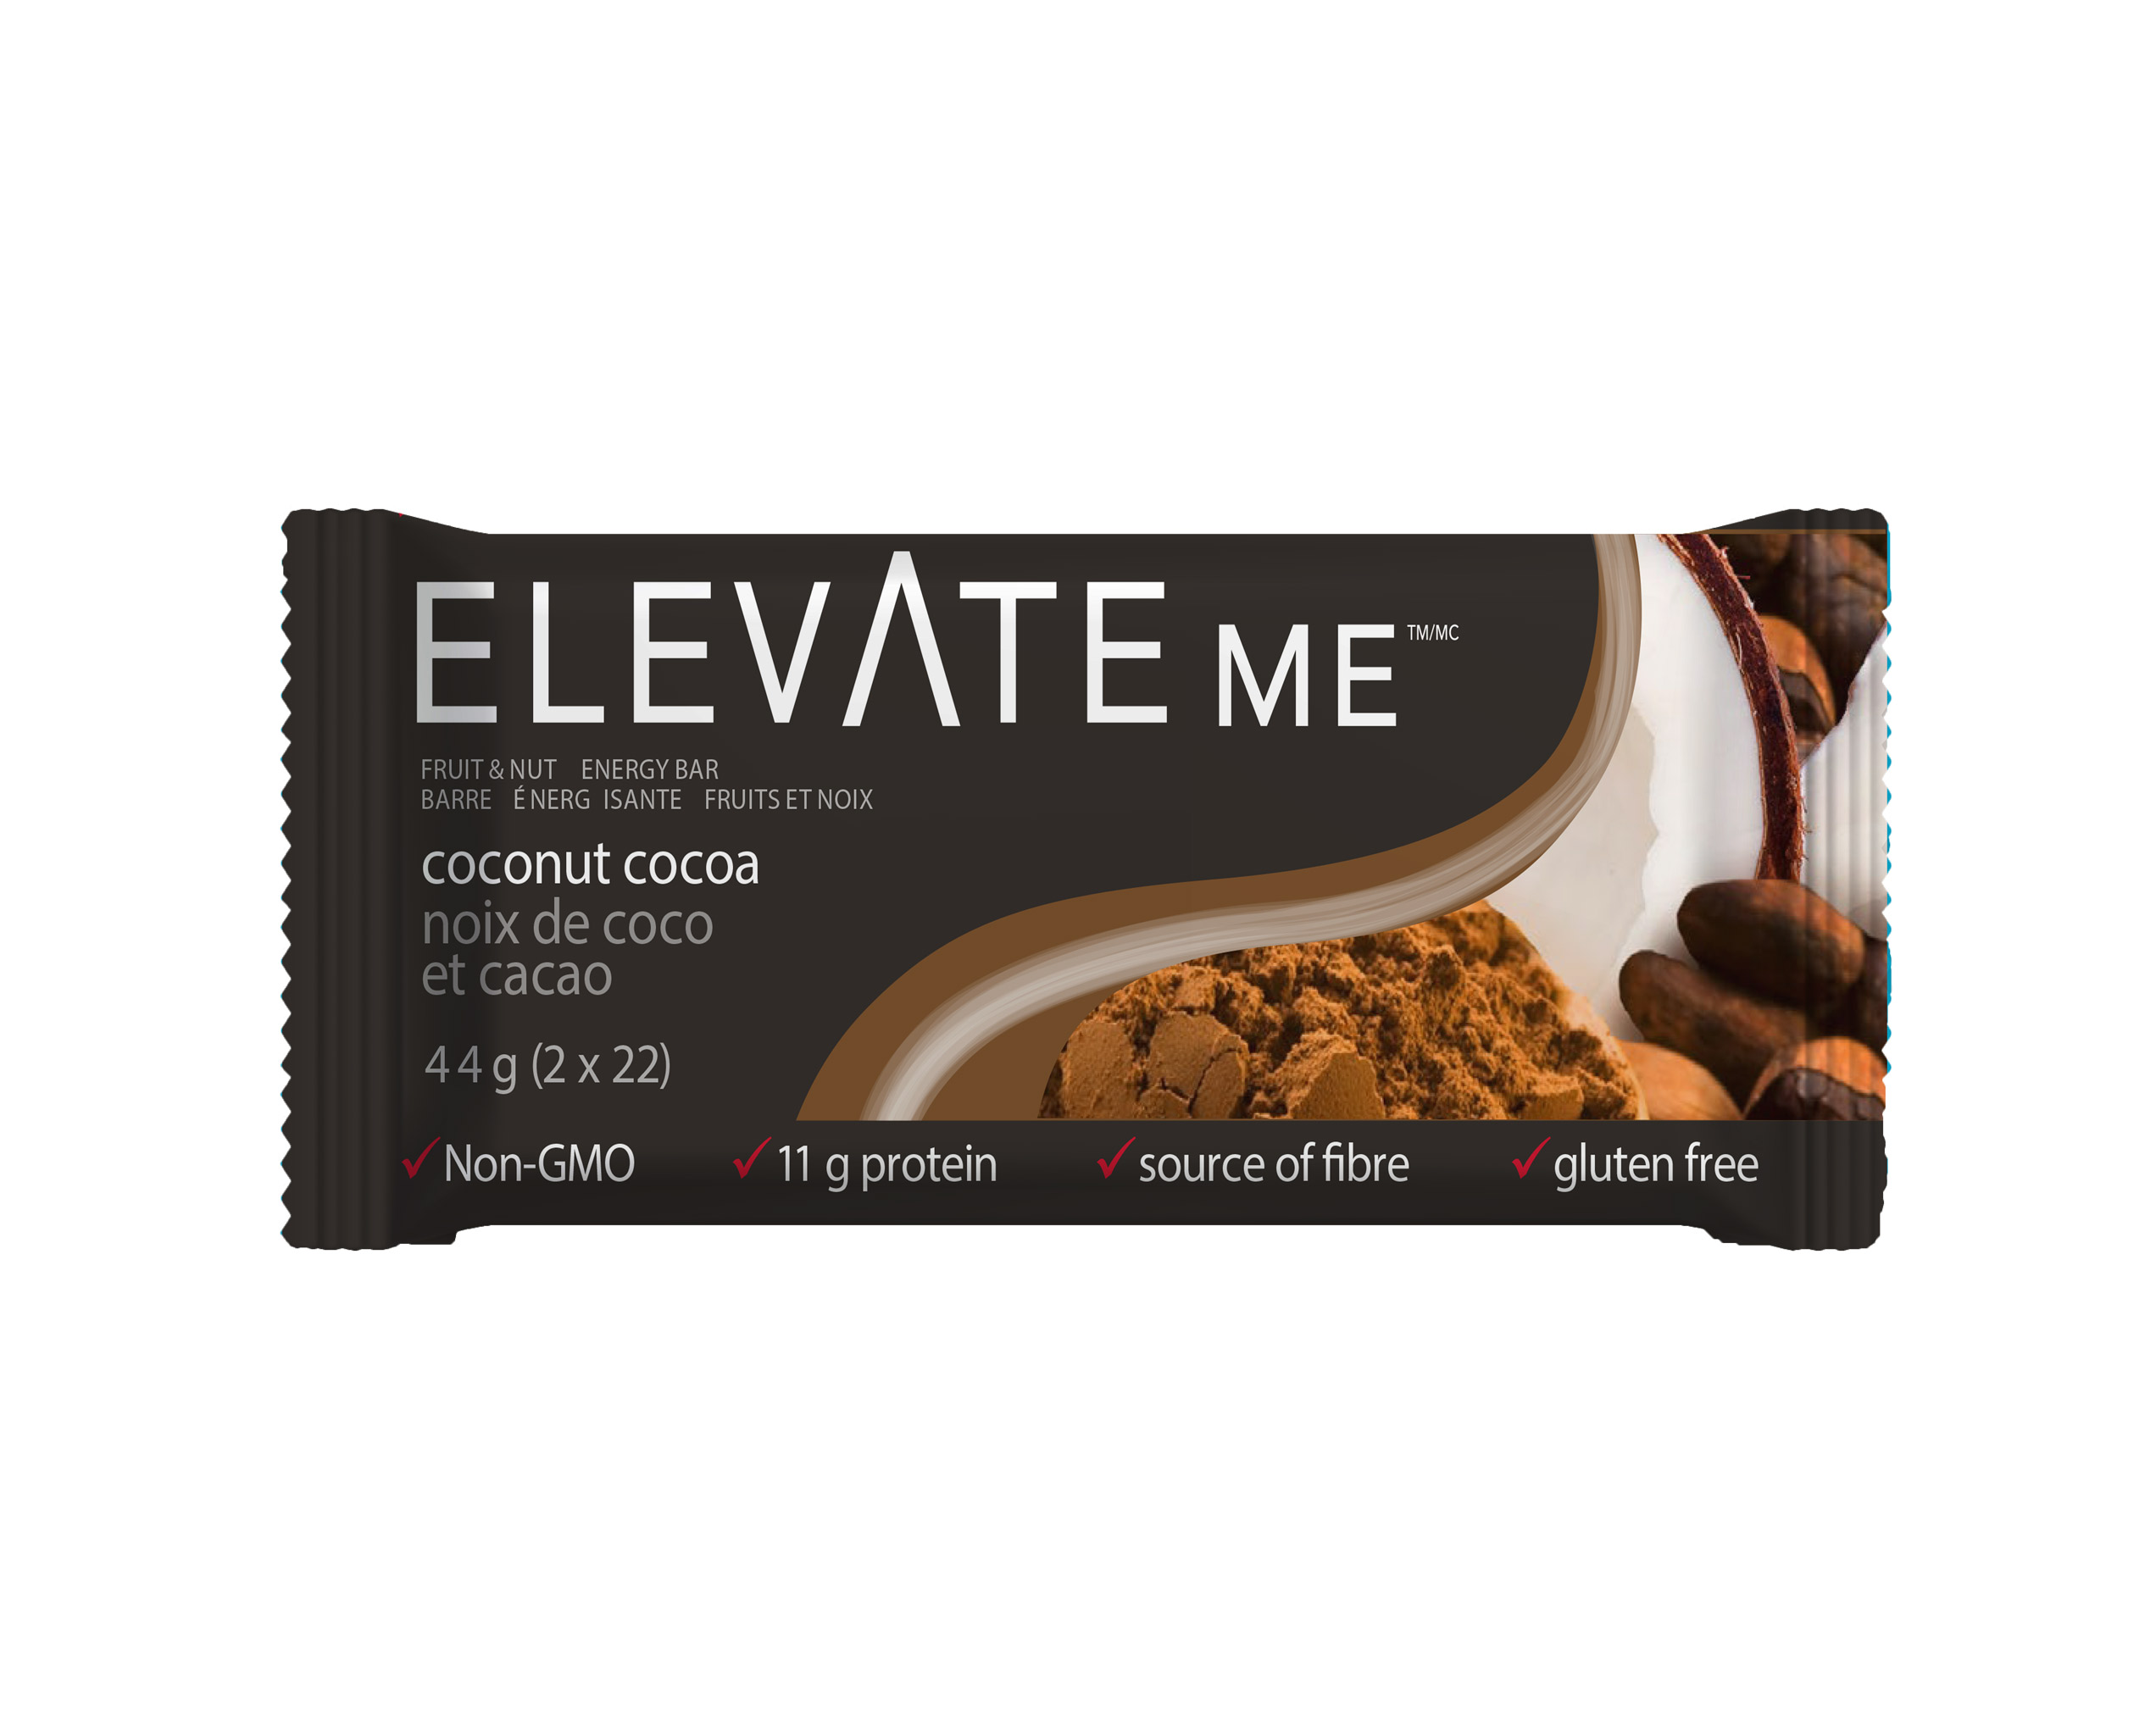 ELEVATE ME TM/MC
FRUIT & NUT ENERGY BAR
BARRE ÉNERG ISANTE FRUITS ET NOIX
coconut cocoa
noix de coco
et cacao
44 g (2 x 22)
✓Non-GMO ✓11 g protein ✓source of fibre ✓gluten free